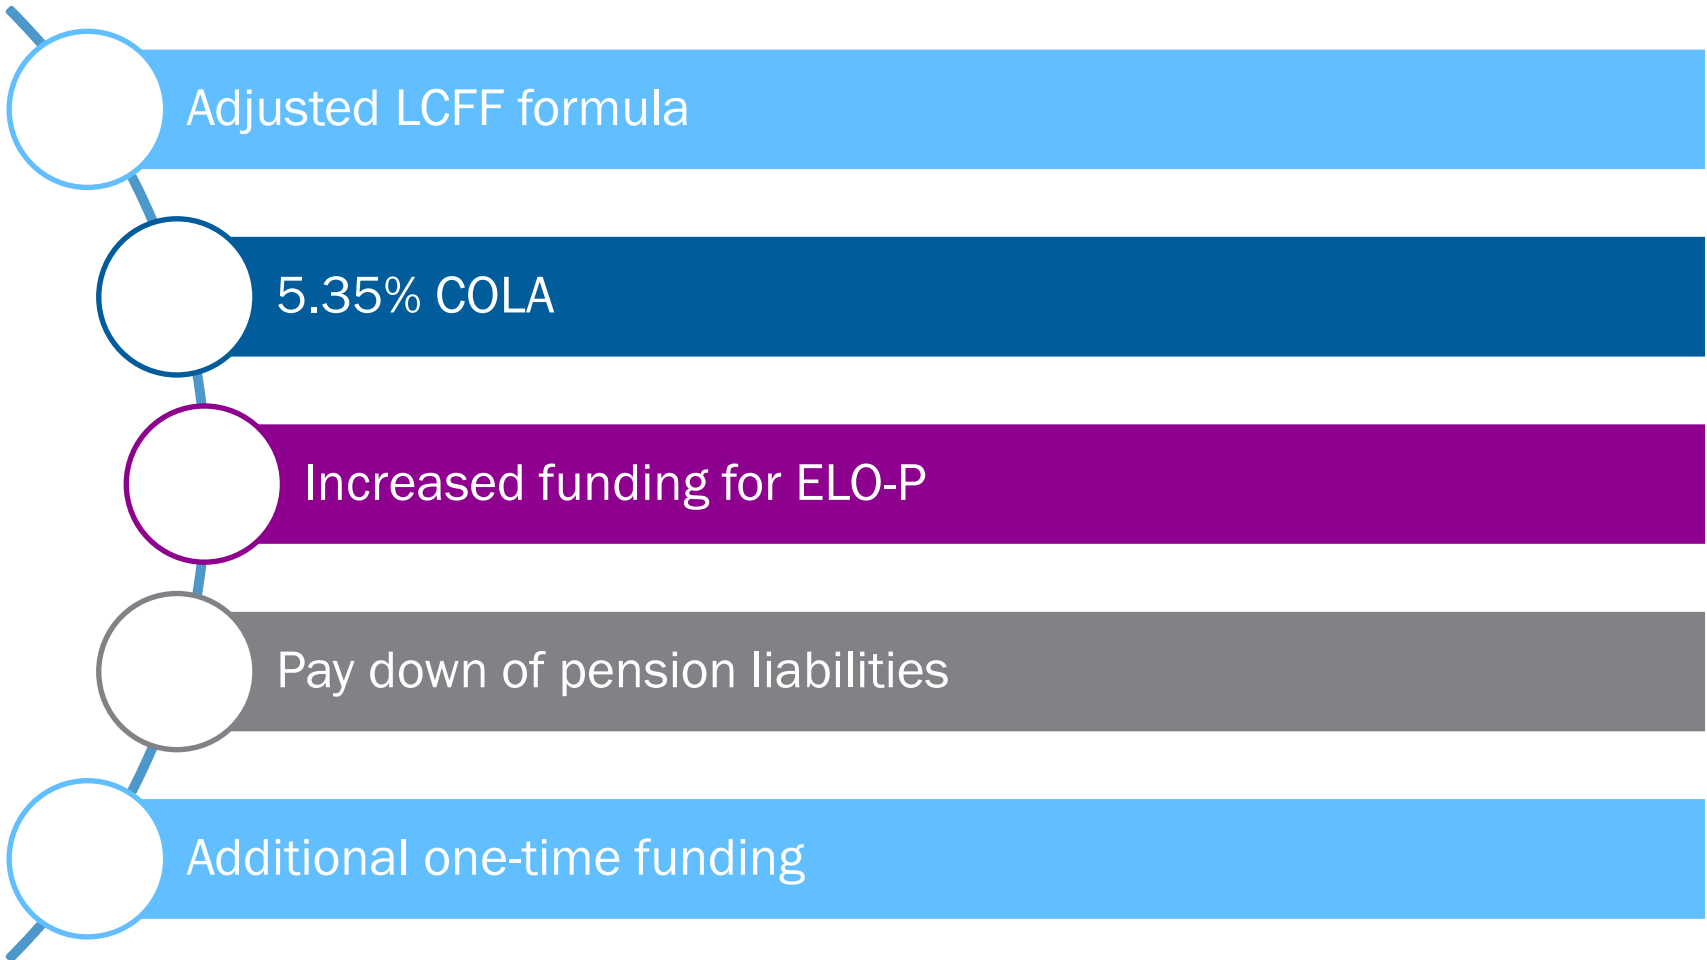 Adjusted LCFF formula
5.35% COLA
Increased funding for ELO-P
Pay down of pension liabilities
Additional one-time funding